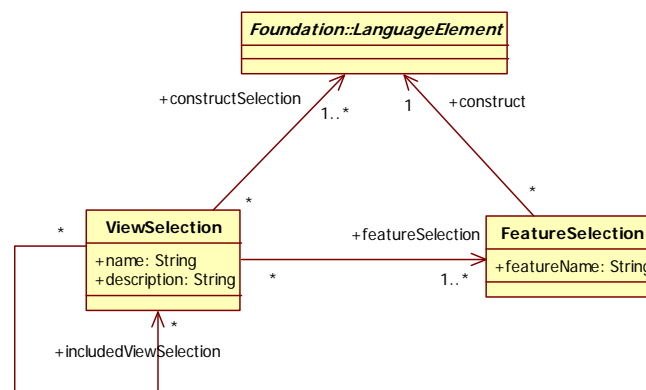 Foundation::LanguageElement
+constructSelection
+construct
1..*
1
*
*
*
ViewSelection
+featureSelection
FeatureSelection
+name: String
+description: String
+featureName: String
*
1..*
*
+includedViewSelection